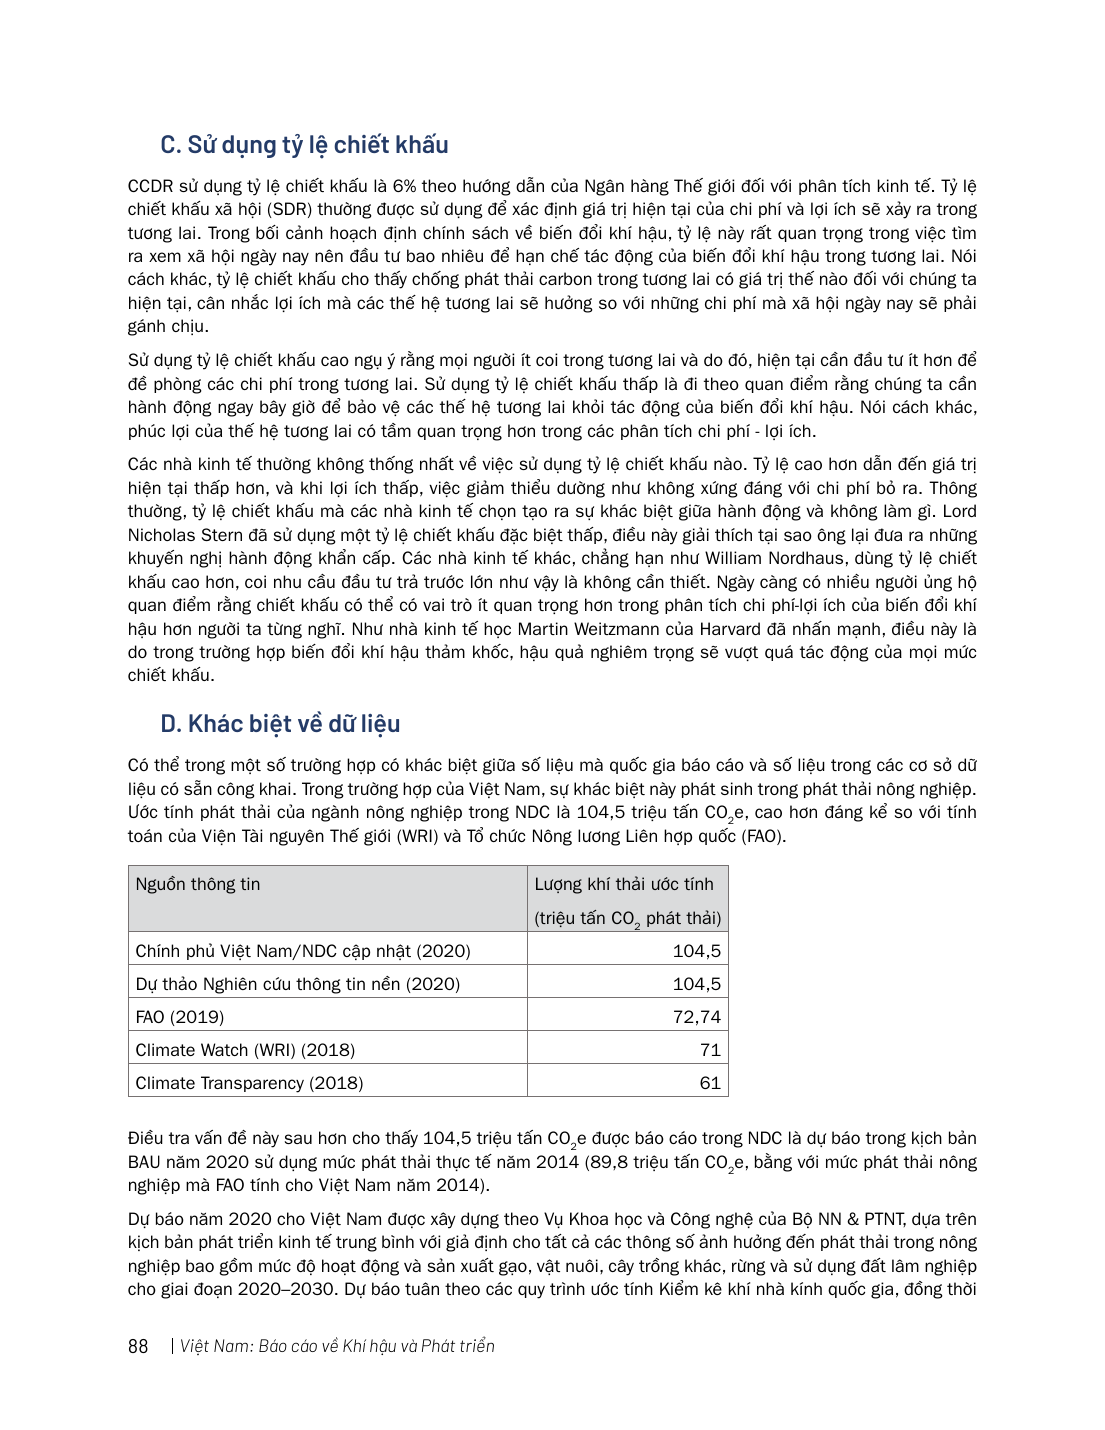 C. Sử dụng tỷ lệ chiết khấu
CCDR sử dụng tỷ lệ chiết khấu là 6% theo hướng dẫn của Ngân hàng Thế giới đối với phân tích kinh tế. Tỷ lệ
chiết khấu xã hội (SDR) thường được sử dụng để xác định giá trị hiện tại của chi phí và lợi ích sẽ xảy ra trong
tương lai. Trong bối cảnh hoạch định chính sách về biến đổi khí hậu, tỷ lệ này rất quan trọng trong việc tìm
ra xem xã hội ngày nay nên đầu tư bao nhiêu để hạn chế tác động của biến đổi khí hậu trong tương lai. Nói
cách khác, tỷ lệ chiết khấu cho thấy chống phát thải carbon trong tương lai có giá trị thế nào đối với chúng ta
hiện tại, cân nhắc lợi ích mà các thế hệ tương lai sẽ hưởng so với những chi phí mà xã hội ngày nay sẽ phải
gánh chịu.
Sử dụng tỷ lệ chiết khấu cao ngụ ý rằng mọi người ít coi trong tương lai và do đó, hiện tại cần đầu tư ít hơn để
đề phòng các chi phí trong tương lai. Sử dụng tỷ lệ chiết khấu thấp là đi theo quan điểm rằng chúng ta cần
hành động ngay bây giờ để bảo vệ các thế hệ tương lai khỏi tác động của biến đổi khí hậu. Nói cách khác,
phúc lợi của thế hệ tương lai có tầm quan trọng hơn trong các phân tích chi phí - lợi ích.
Các nhà kinh tế thường không thống nhất về việc sử dụng tỷ lệ chiết khấu nào. Tỷ lệ cao hơn dẫn đến giá trị
hiện tại thấp hơn, và khi lợi ích thấp, việc giảm thiểu dường như không xứng đáng với chi phí bỏ ra. Thông
thường, tỷ lệ chiết khấu mà các nhà kinh tế chọn tạo ra sự khác biệt giữa hành động và không làm gì. Lord
Nicholas Stern đã sử dụng một tỷ lệ chiết khấu đặc biệt thấp, điều này giải thích tại sao ông lại đưa ra những
khuyến nghị hành động khẩn cấp. Các nhà kinh tế khác, chẳng hạn như William Nordhaus, dùng tỷ lệ chiết
khấu cao hơn, coi nhu cầu đầu tư trả trước lớn như vậy là không cần thiết. Ngày càng có nhiều người ủng hộ
quan điểm rằng chiết khấu có thể có vai trò ít quan trọng hơn trong phân tích chi phí-lợi ích của biến đổi khí
hậu hơn người ta từng nghĩ. Như nhà kinh tế học Martin Weitzmann của Harvard đã nhấn mạnh, điều này là
do trong trường hợp biến đổi khí hậu thảm khốc, hậu quả nghiêm trọng sẽ vượt quá tác động của mọi mức
chiết khấu.
D. Khác biệt về dữ liệu
Có thể trong một số trường hợp có khác biệt giữa số liệu mà quốc gia báo cáo và số liệu trong các cơ sở dữ
liệu có sẵn công khai. Trong trường hợp của Việt Nam, sự khác biệt này phát sinh trong phát thải nông nghiệp.
Ước tính phát thải của ngành nông nghiệp trong NDC là 104,5 triệu tấn CO₂e, cao hơn đáng kể so với tính
toán của Viện Tài nguyên Thế giới (WRI) và Tổ chức Nông lương Liên hợp quốc (FAO).
Nguồn thông tin
Lượng khí thải ước tính
(triệu tấn CO₂ phát thải)
Chính phủ Việt Nam/NDC cập nhật (2020) 104,5
Dự thảo Nghiên cứu thông tin nền (2020) 104,5
FAO (2019) 72,74
Climate Watch (WRI) (2018) 71
Climate Transparency (2018) 61
Điều tra vấn đề này sau hơn cho thấy 104,5 triệu tấn CO₂e được báo cáo trong NDC là dự báo trong kịch bản
BAU năm 2020 sử dụng mức phát thải thực tế năm 2014 (89,8 triệu tấn CO₂e, bằng với mức phát thải nông
nghiệp mà FAO tính cho Việt Nam năm 2014).
Dự báo năm 2020 cho Việt Nam được xây dựng theo Vụ Khoa học và Công nghệ của Bộ NN & PTNT, dựa trên
kịch bản phát triển kinh tế trung bình với giả định cho tất cả các thông số ảnh hưởng đến phát thải trong nông
nghiệp bao gồm mức độ hoạt động và sản xuất gạo, vật nuôi, cây trồng khác, rừng và sử dụng đất lâm nghiệp
cho giai đoạn 2020–2030. Dự báo tuân theo các quy trình ước tính Kiểm kê khí nhà kính quốc gia, đồng thời
88 | Việt Nam: Báo cáo về Khí hậu và Phát triển